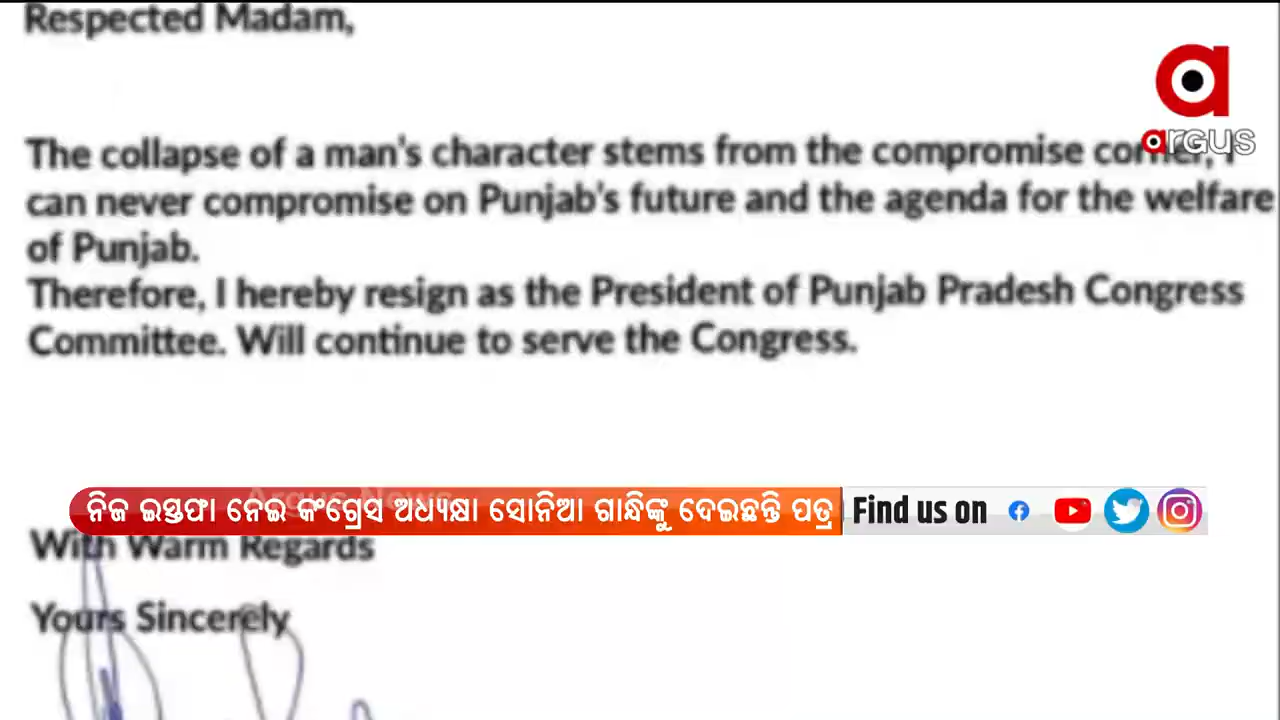 Respected Madam,
argus
The collapse of a man's character stems from the compromise corner, I
can never compromise on Punjab's future and the agenda for the welfare
of Punjab.
Therefore, I hereby resign as the President of Punjab Pradesh Congress
Committee. Will continue to serve the Congress.
Argus News
ନିଜ ଇସ୍ତଫା ନେଇ କଂଗ୍ରେସ ଅଧ୍ୟକ୍ଷା ସୋନିଆ ଗାନ୍ଧିଙ୍କୁ ଦେଇଛନ୍ତି ପତ୍ର Find us on
With Warm Regards
Yours Sincerely